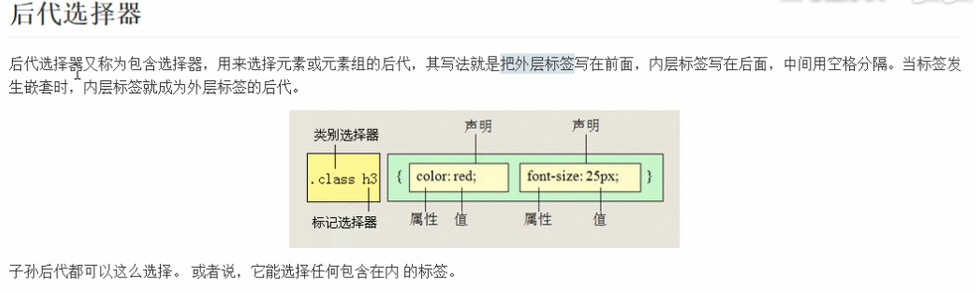 后代选择器
后代选择器又称为包含选择器，用来选择元素或元素组的后代，其写法就是把外层标签写在前面，内层标签写在后面，中间用空格分隔。当标签发
生嵌套时，内层标签就成为外层标签的后代。
类别选择器 声明 声明
.class h3 { color: red; font-size: 25px; }
标记选择器 属性 值 属性 值
子孙后代都可以这么选择。 或者说，它能选择任何包含在内 的标签。